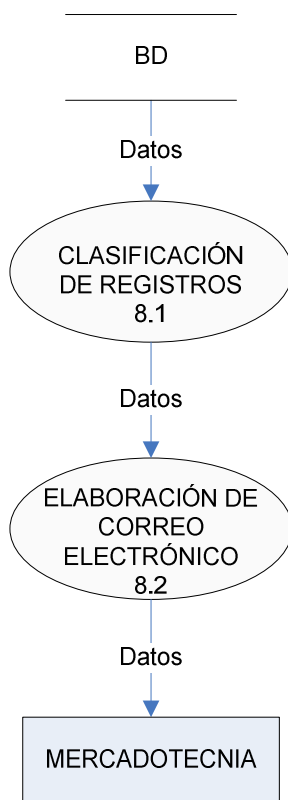 BD
Datos
CLASIFICACIÓN
DE REGISTROS
8.1
Datos
ELABORACIÓN DE
CORREO
ELECTRÓNICO
8.2
Datos
MERCADOTECNIA